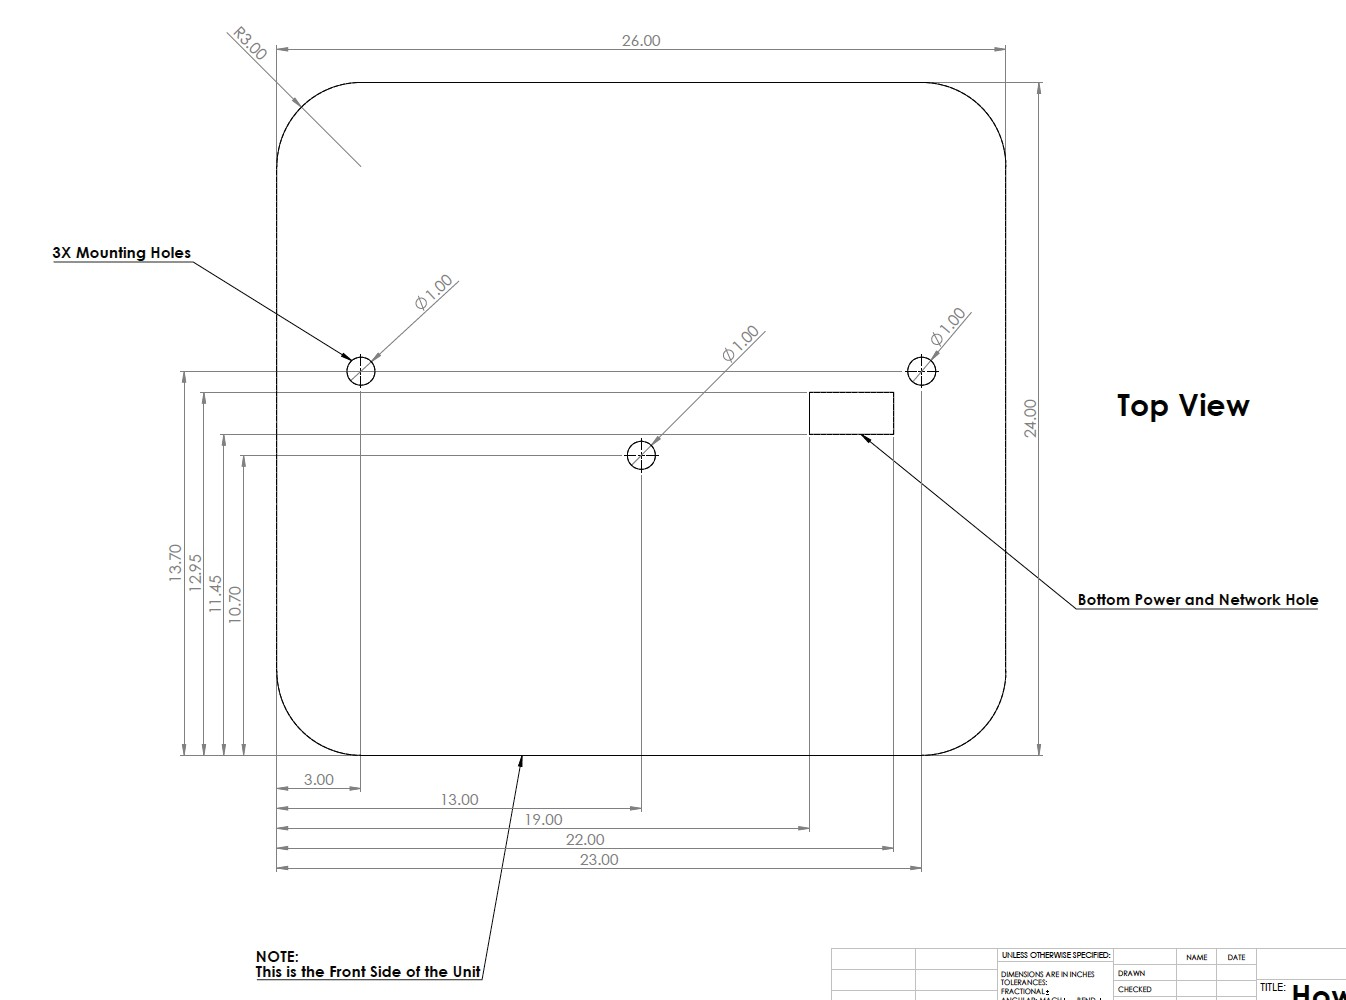 R3.00
26.00
3X Mounting Holes
Ø1.00
Ø1.00
Ø1.00
Top View
24.00
13.70
12.95
11.45
10.70
Bottom Power and Network Hole
3.00
13.00
19.00
22.00
23.00
NOTE:
This is the Front Side of the Unit
UNLESS OTHERWISE SPECIFIED:
NAME
DATE
DIMENSIONS ARE IN INCHES
TOLERANCES:
FRACTIONAL±
DRAWN
CHECKED
TITLE: